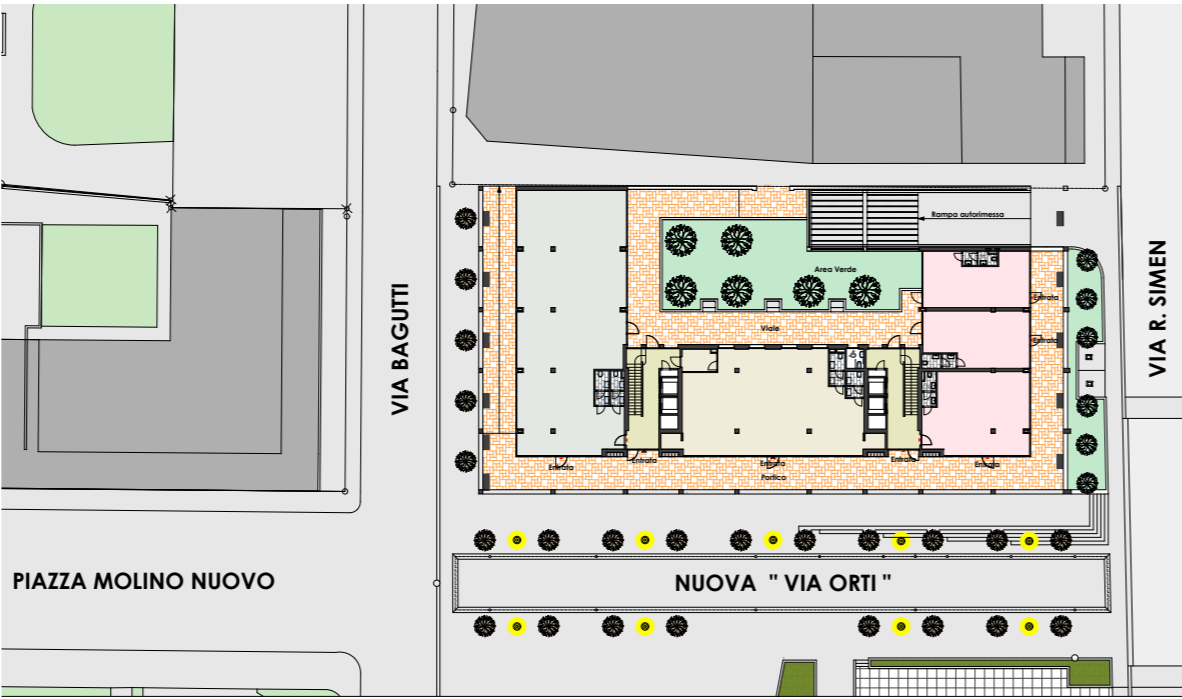 Rampa autorimessa
VIA BAGUTTI
VIA R. SIMEN
Area Verde
Entrata
Viale
Entrata
Entrata
Entrata
Entrata
Entrata
Entrata
Portico
PIAZZA MOLINO NUOVO
NUOVA " VIA ORTI "